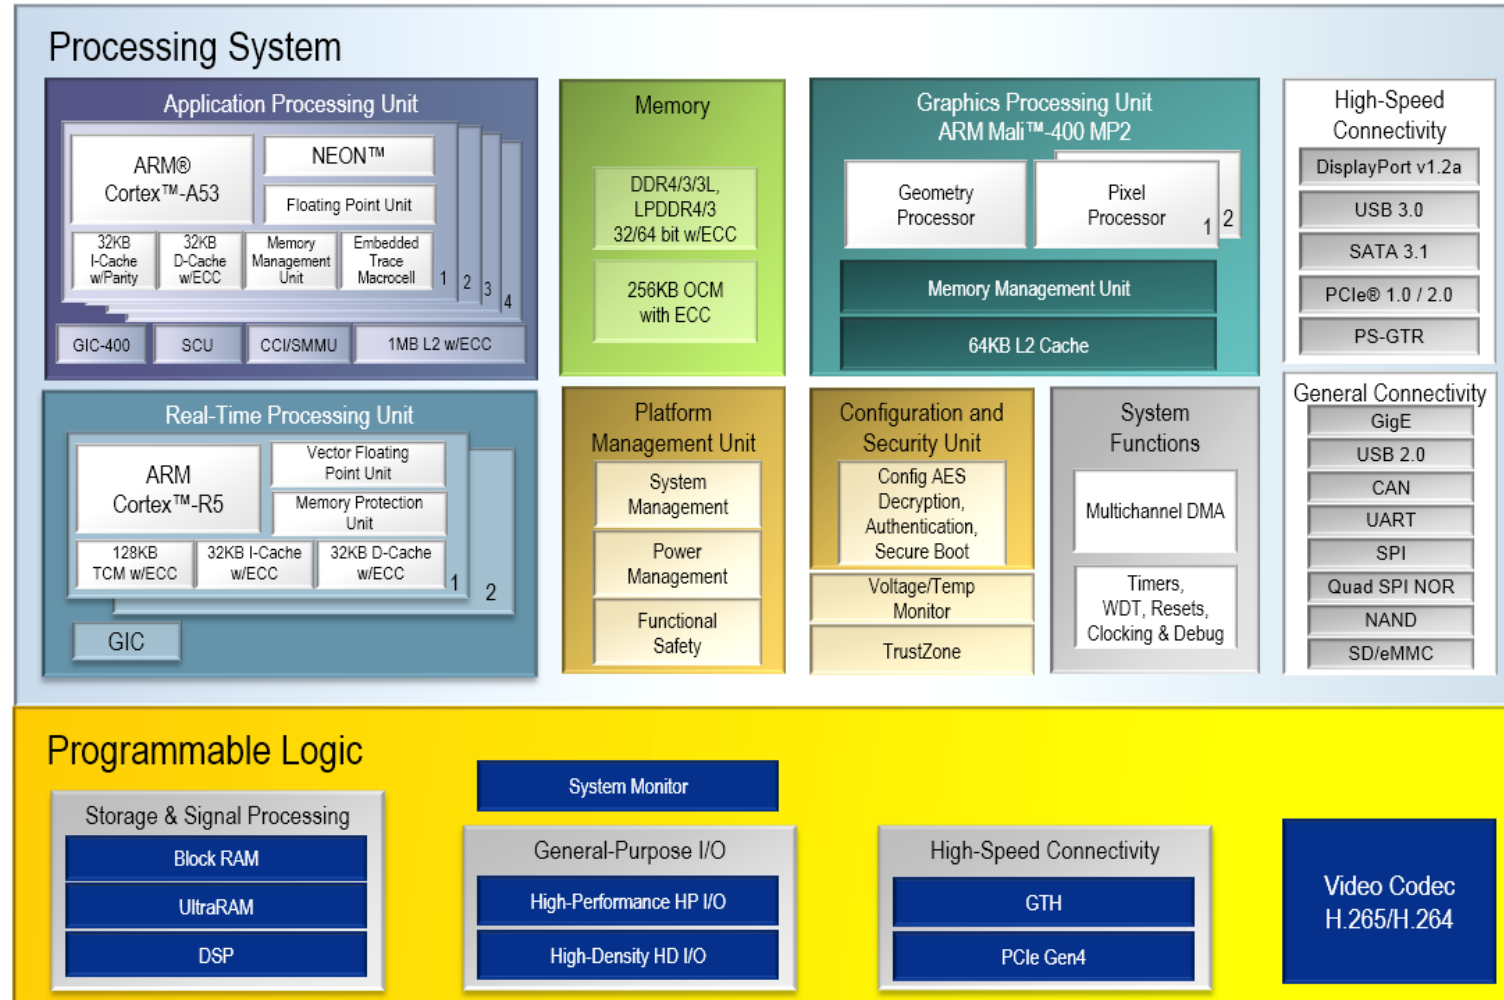 Processing System
Application Processing Unit
ARM®
Cortex™-A53
NEON™
Floating Point Unit
32KB
I-Cache
w/Parity
32KB
D-Cache
w/ECC
Memory
Management
Unit
Embedded
Trace
Macrocell
1
2
3
4
GIC-400
SCU
CCI/SMMU
1MB L2 w/ECC
Memory
DDR4/3/3L,
LPDDR4/3
32/64 bit w/ECC
256KB OCM
with ECC
Graphics Processing Unit
ARM Mali™-400 MP2
Geometry
Processor
Pixel
Processor
1
2
Memory Management Unit
64KB L2 Cache
High-Speed
Connectivity
DisplayPort v1.2a
USB 3.0
SATA 3.1
PCIe® 1.0 / 2.0
PS-GTR
Real-Time Processing Unit
ARM
Cortex™-R5
Vector Floating
Point Unit
Memory Protection
Unit
128KB
TCM w/ECC
32KB I-Cache
w/ECC
32KB D-Cache
w/ECC
1
2
GIC
Platform
Management Unit
System
Management
Power
Management
Functional
Safety
Configuration and
Security Unit
Config AES
Decryption,
Authentication,
Secure Boot
Voltage/Temp
Monitor
TrustZone
System
Functions
Multichannel DMA
Timers,
WDT, Resets,
Clocking & Debug
General Connectivity
GigE
USB 2.0
CAN
UART
SPI
Quad SPI NOR
NAND
SD/eMMC
Programmable Logic
Storage & Signal Processing
Block RAM
UltraRAM
DSP
System Monitor
General-Purpose I/O
High-Performance HP I/O
High-Density HD I/O
High-Speed Connectivity
GTH
PCIe Gen4
Video Codec
H.265/H.264